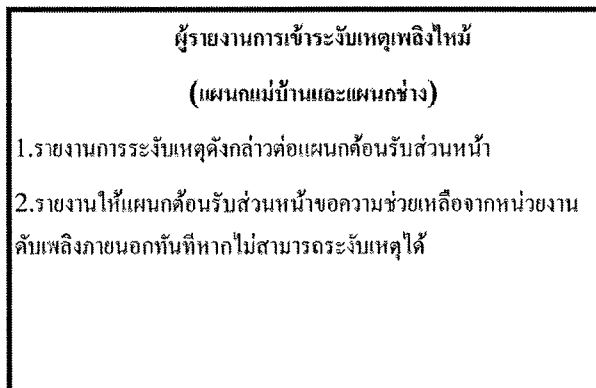 ผู้รายงานการเข้าระงับเหตุเพลิงไหม้
(แผนกแม่บ้านและแผนกช่าง)
1.รายงานการระงับเหตุดังกล่าวต่อแผนกต้อนรับส่วนหน้า
2.รายงานให้แผนกต้อนรับส่วนหน้าขอความช่วยเหลือจากหน่วยงาน
ดับเพลิงภายนอกทันทีหากไม่สามารถระงับเหตุได้